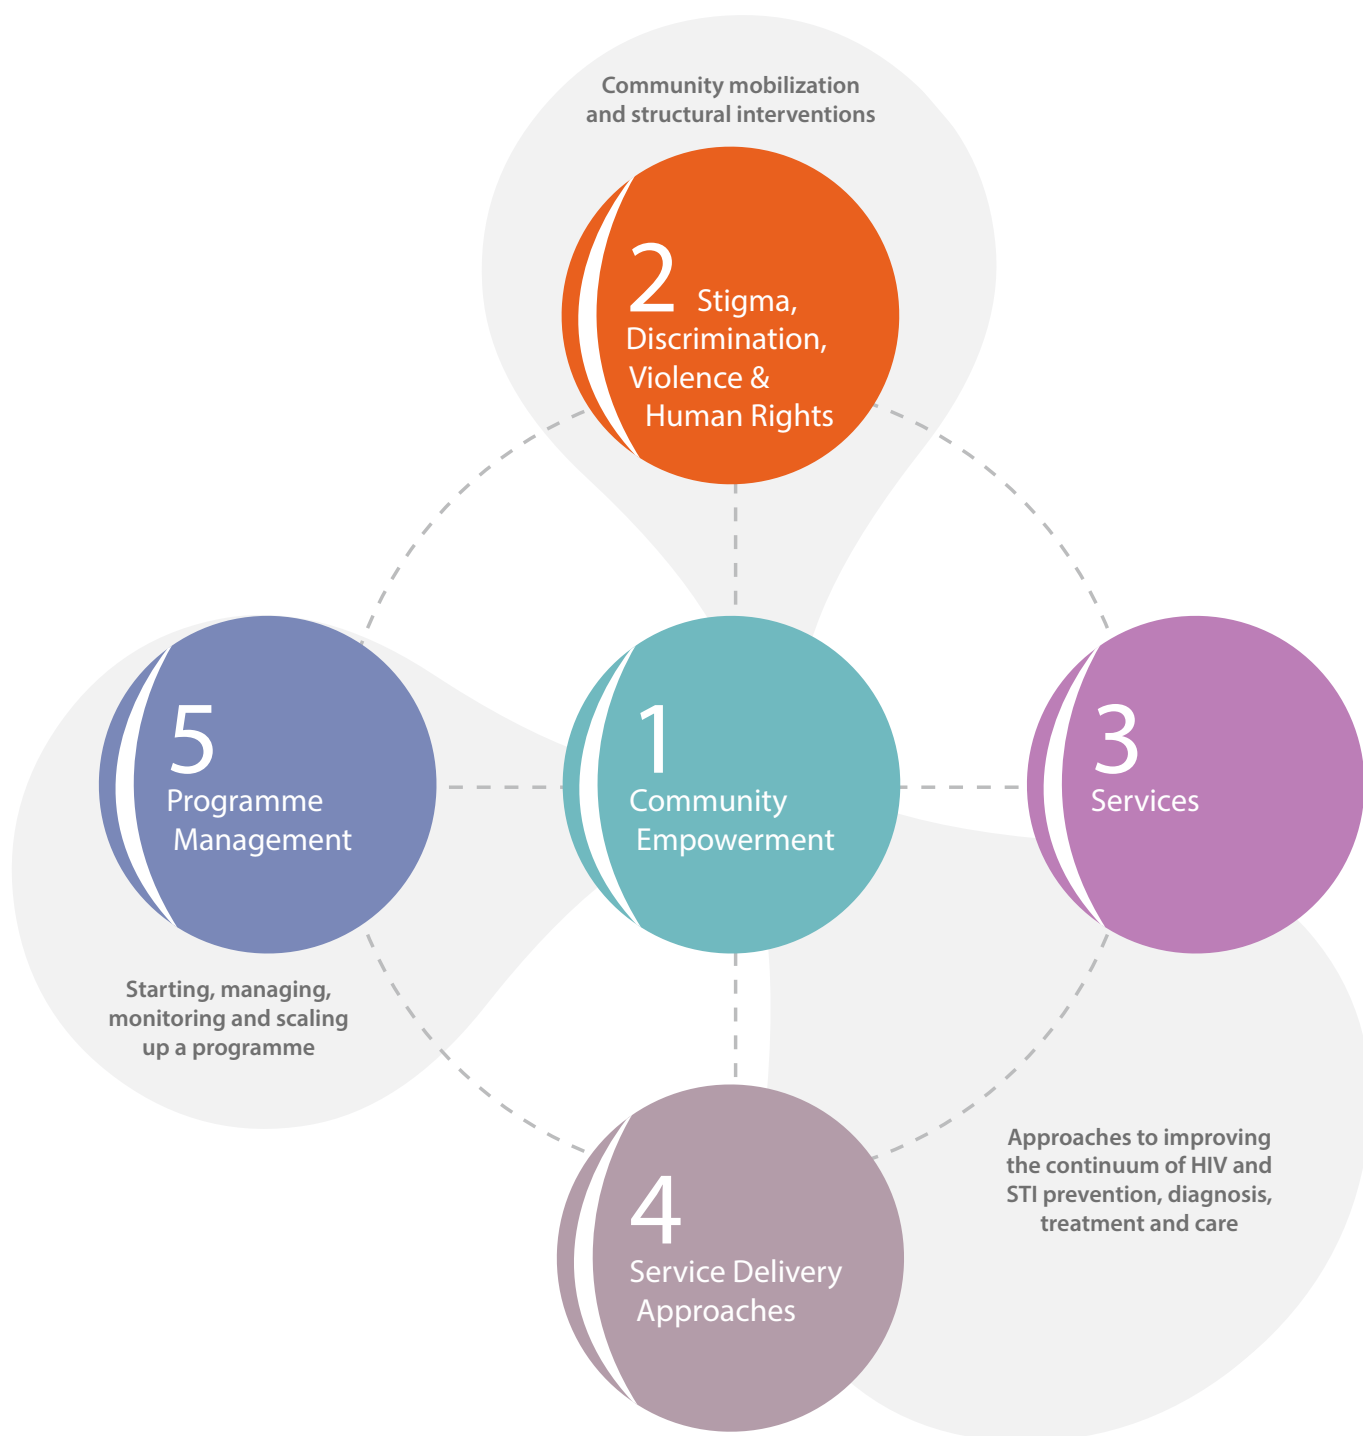 Community mobilization
and structural interventions
2 Stigma,
Discrimination,
Violence &
Human Rights
5
Programme
Management
1
Community
Empowerment
3
Services
Starting, managing,
monitoring and scaling
up a programme
Approaches to improving
the continuum of HIV and
STI prevention, diagnosis,
treatment and care
4
Service Delivery
Approaches